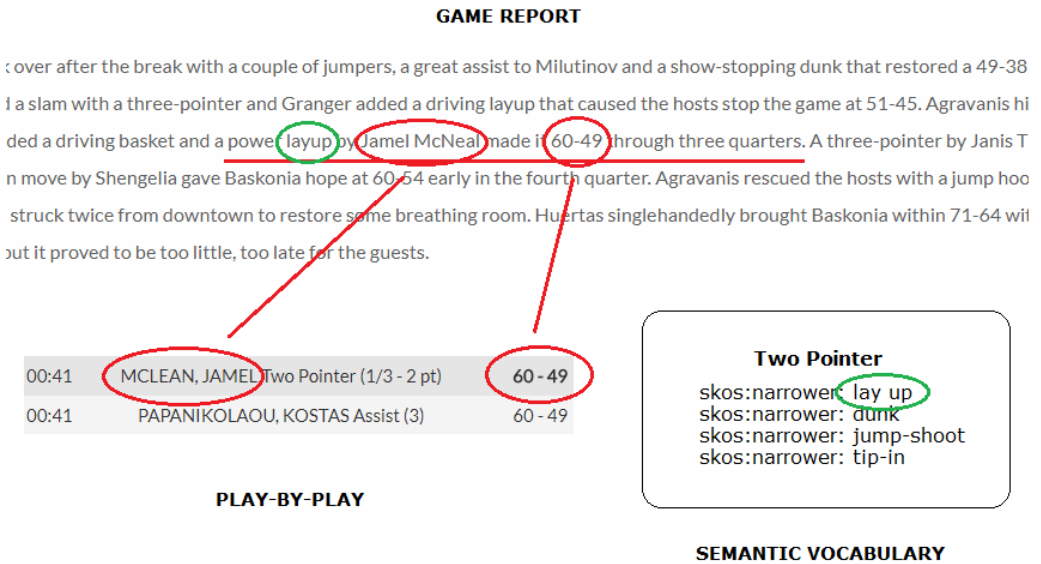 GAME REPORT
over after the break with a couple of jumpers, a great assist to Milutinov and a show-stopping dunk that restored a 49-38
d a slam with a three-pointer and Granger added a driving layup that caused the hosts stop the game at 51-45. Agravanis hi
ded a driving basket and a power layup by Jamel McNeal made it 60-49 through three quarters. A three-pointer by Janis T
n move by Shengelia gave Baskonia hope at 60-54 early in the fourth quarter. Agravanis rescued the hosts with a jump hoo
struck twice from downtown to restore some breathing room. Huertas singlehandedly brought Baskonia within 71-64 wit
out it proved to be too little, too late for the guests.
00:41 MCLEAN, JAMEL Two Pointer (1/3 - 2 pt) 60 - 49
00:41 PAPANIKOLAOU, KOSTAS Assist (3) 60 - 49
PLAY-BY-PLAY
Two Pointer
skos:narrower: lay up
skos:narrower: dunk
skos:narrower: jump-shoot
skos:narrower: tip-in
SEMANTIC VOCABULARY